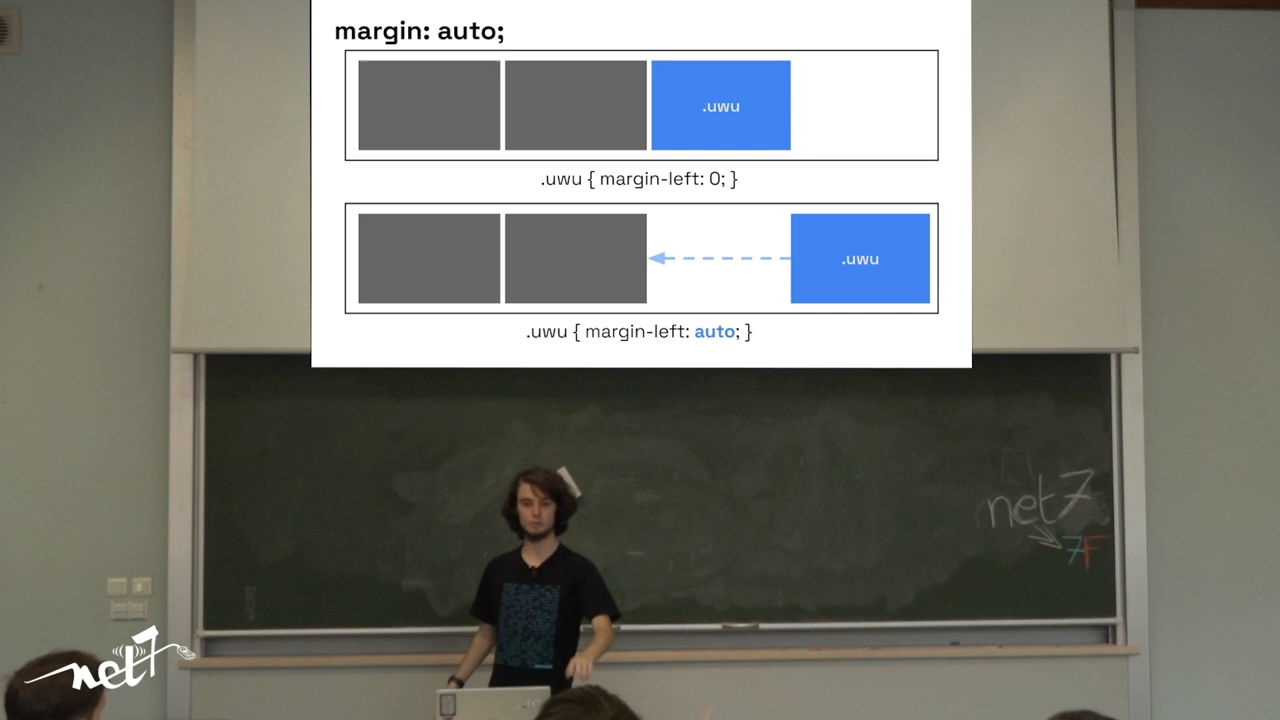 margin: auto;
.uwu
.uwu { margin-left: 0; }
.uwu
.uwu { margin-left: auto; }
net7
7F
net7